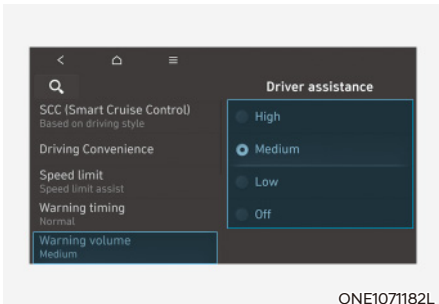 Driver assistance
SCC (Smart Cruise Control)
Based on driving style
Driving Convenience
Speed limit
Speed limit assist
Warning timing
Normal
Warning volume
Medium
High
Medium
Low
Off
ONE1071182L